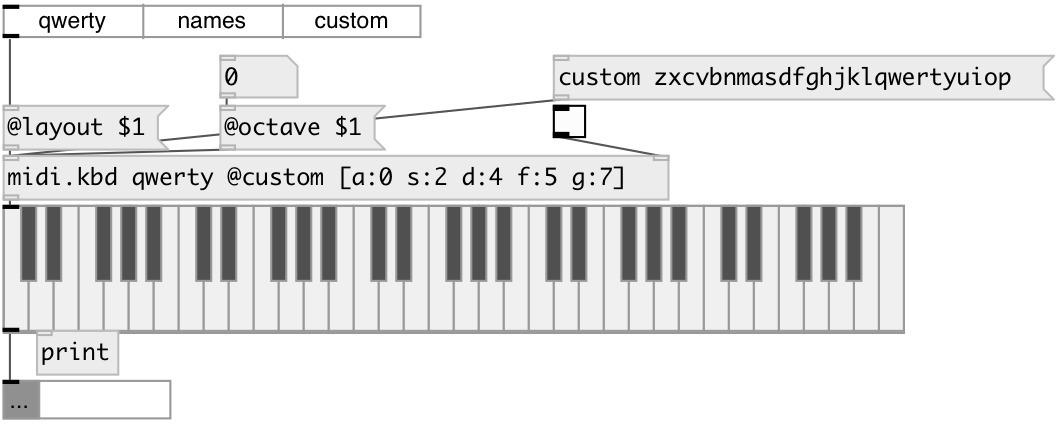 qwerty names custom
0
custom zxcvbnmasdfghjklqwertyuiop
@layout $1 @octave $1
midi.kbd qwerty @custom [a:0 s:2 d:4 f:5 g:7]
print
...